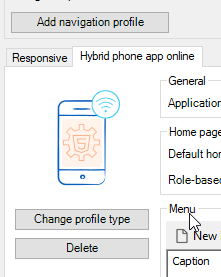 Add navigation profile
Responsive
Hybrid phone app online
General
Application
Home page
Default hom
Role-based
Change profile type
Delete
Menu
New
Caption